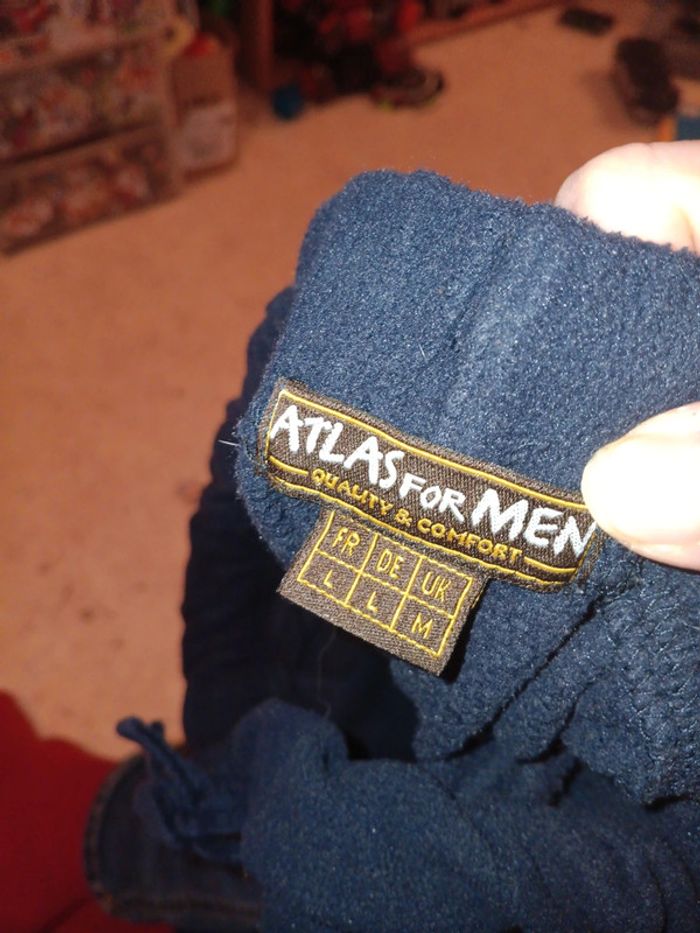 ATLAS FOR MEN
QUALITY & COMFORT
FR DE UK
L L M